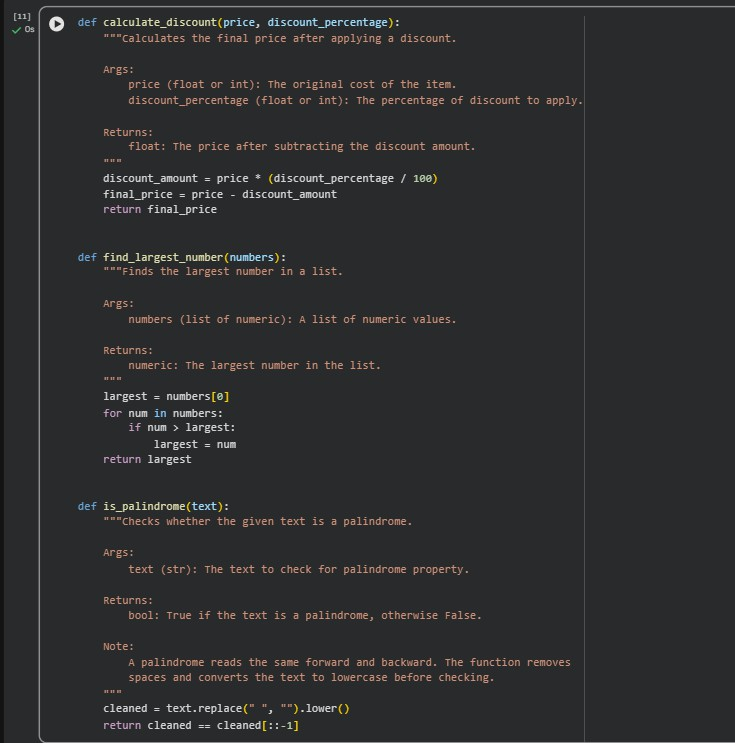 [11]
0s
def calculate_discount(price, discount_percentage):
    """Calculates the final price after applying a discount.

    Args:
        price (float or int): The original cost of the item.
        discount_percentage (float or int): The percentage of discount to apply.

    Returns:
        float: The price after subtracting the discount amount.
    """
    discount_amount = price * (discount_percentage / 100)
    final_price = price - discount_amount
    return final_price


def find_largest_number(numbers):
    """Finds the largest number in a list.

    Args:
        numbers (list of numeric): A list of numeric values.

    Returns:
        numeric: The largest number in the list.
    """
    largest = numbers[0]
    for num in numbers:
        if num > largest:
            largest = num
    return largest


def is_palindrome(text):
    """Checks whether the given text is a palindrome.

    Args:
        text (str): The text to check for palindrome property.

    Returns:
        bool: True if the text is a palindrome, otherwise False.

    Note:
        A palindrome reads the same forward and backward. The function removes
        spaces and converts the text to lowercase before checking.
    """
    cleaned = text.replace(" ", "").lower()
    return cleaned == cleaned[::-1]